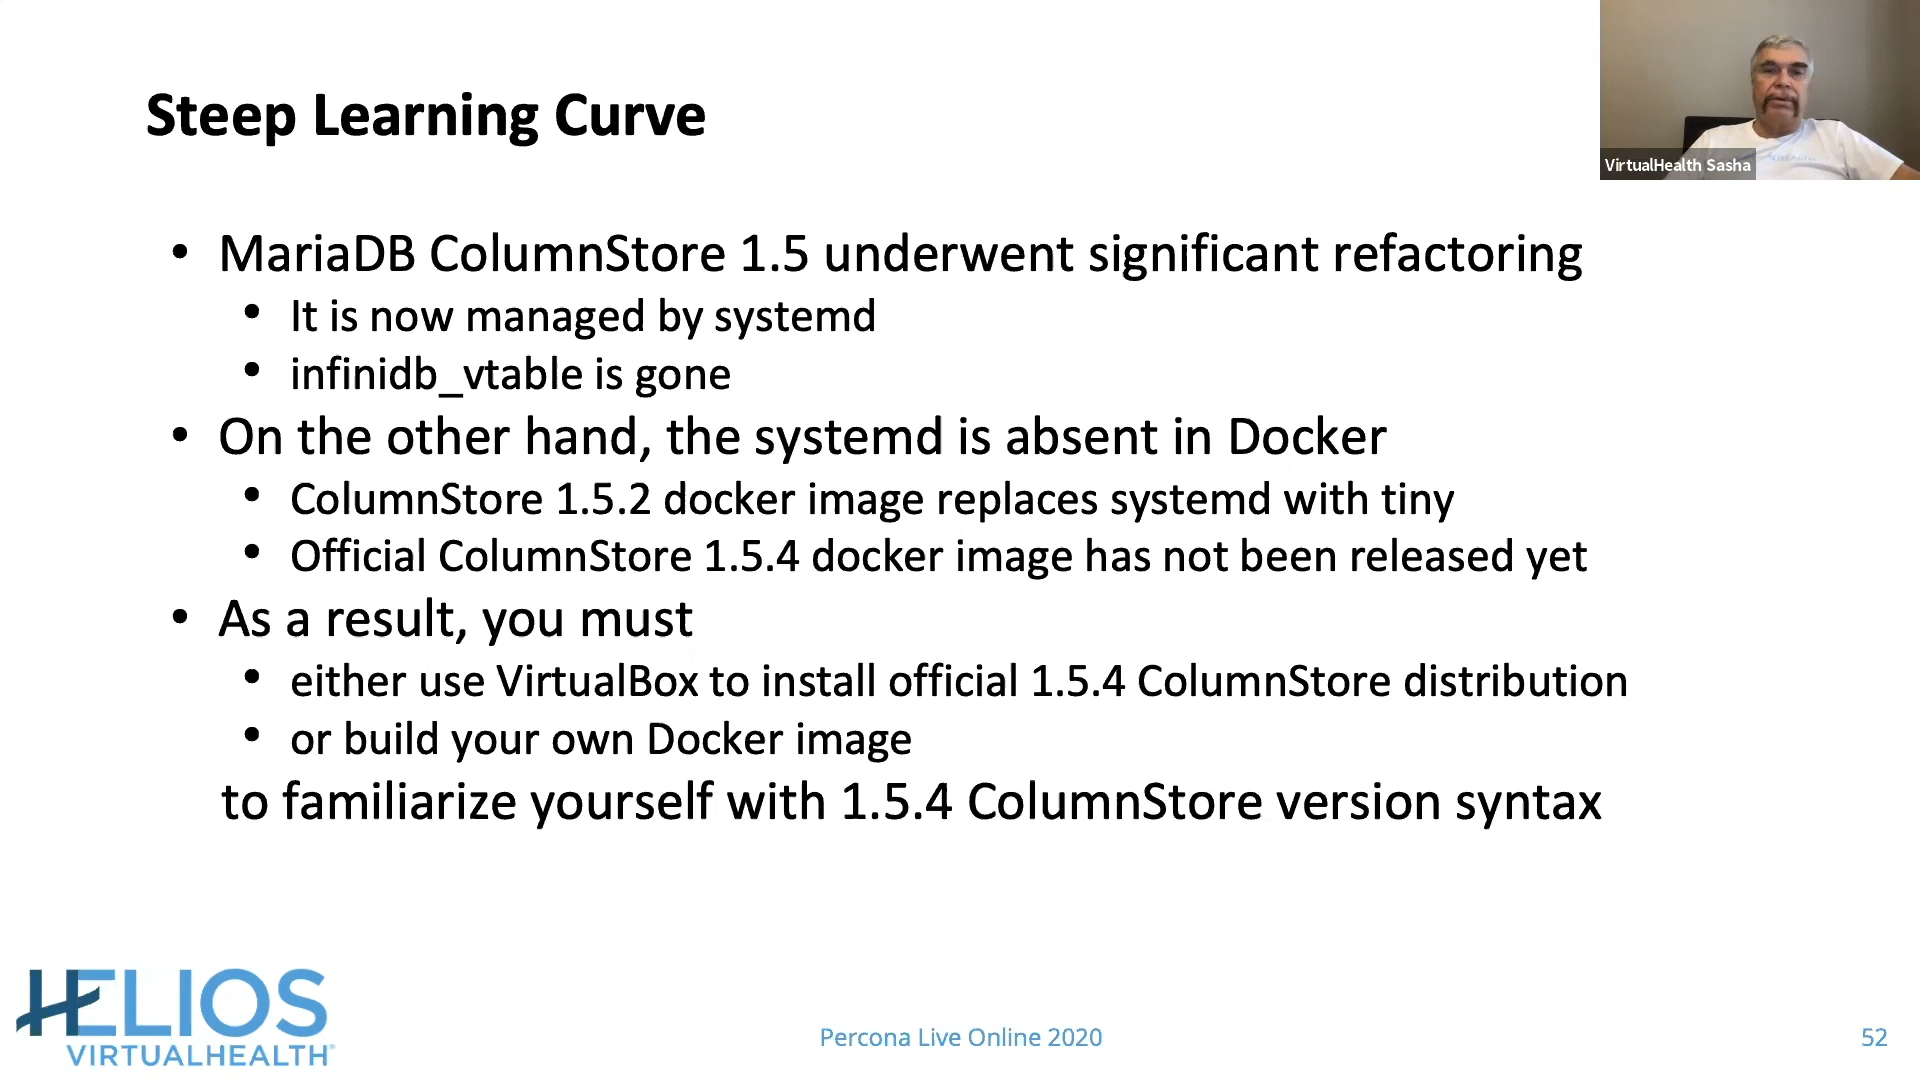 Steep Learning Curve
VirtualHealth Sasha
• MariaDB ColumnStore 1.5 underwent significant refactoring
• It is now managed by systemd
• infinidb_vtable is gone
• On the other hand, the systemd is absent in Docker
• ColumnStore 1.5.2 docker image replaces systemd with tiny
• Official ColumnStore 1.5.4 docker image has not been released yet
• As a result, you must
• either use VirtualBox to install official 1.5.4 ColumnStore distribution
• or build your own Docker image
to familiarize yourself with 1.5.4 ColumnStore version syntax
HELIOS
VIRTUALHEALTH
Percona Live Online 2020
52